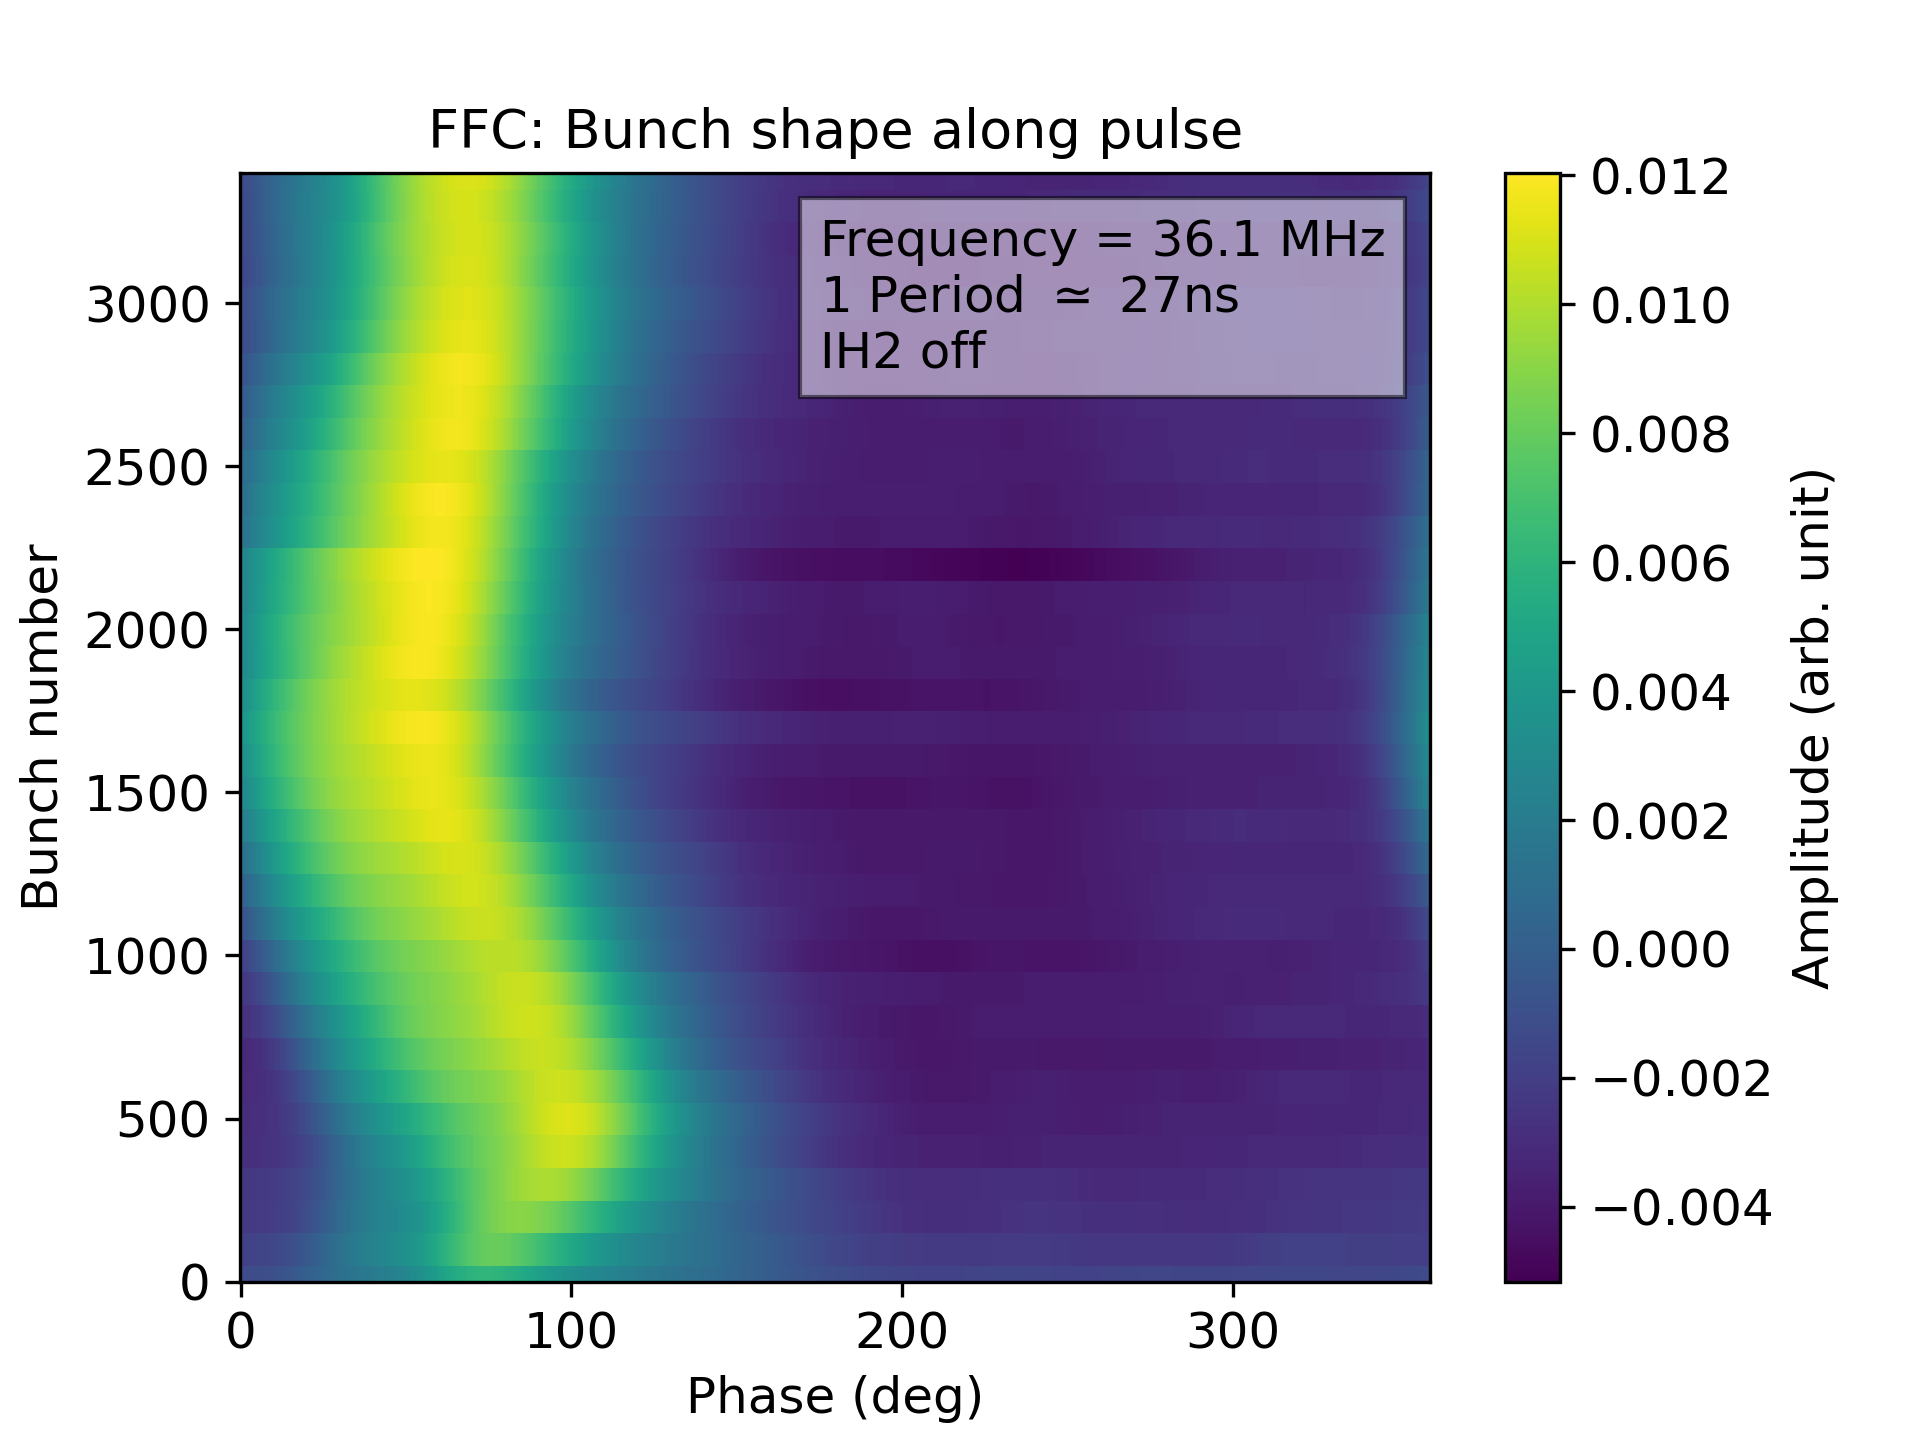 FFC: Bunch shape along pulse
Frequency = 36.1 MHz
1 Period ≃ 27ns
IH2 off
Bunch number
3000
2500
2000
1500
1000
500
0
0
100
200
300
Phase (deg)
0.012
0.010
0.008
0.006
0.004
0.002
0.000
−0.002
−0.004
Amplitude (arb. unit)